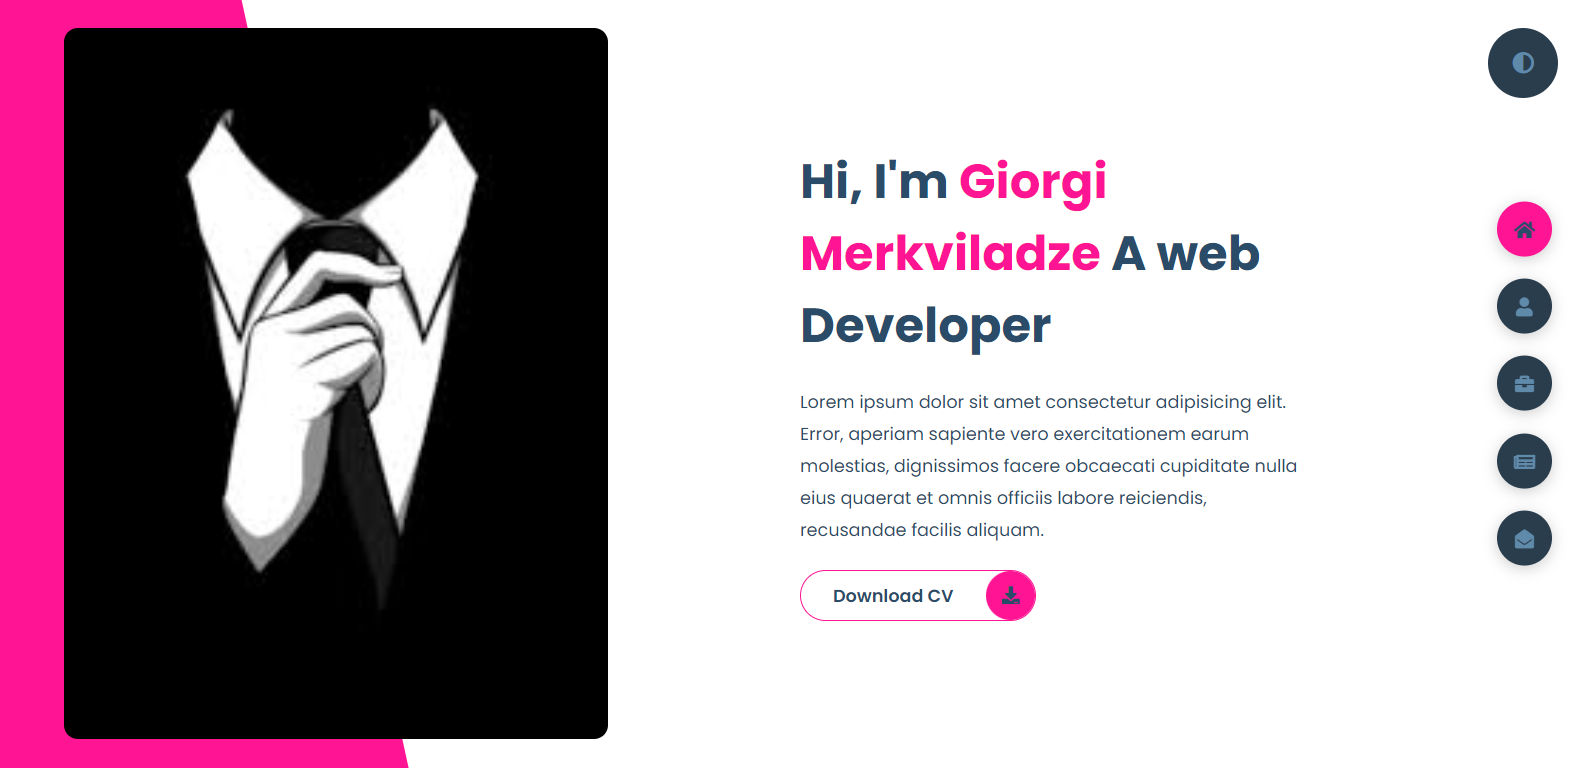 Hi, I'm Giorgi
Merkviladze A web
Developer
Lorem ipsum dolor sit amet consectetur adipisicing elit.
Error, aperiam sapiente vero exercitationem earum
molestias, dignissimos facere obcaecati cupiditate nulla
eius quaerat et omnis officiis labore reiciendis,
recusandae facilis aliquam.
Download CV